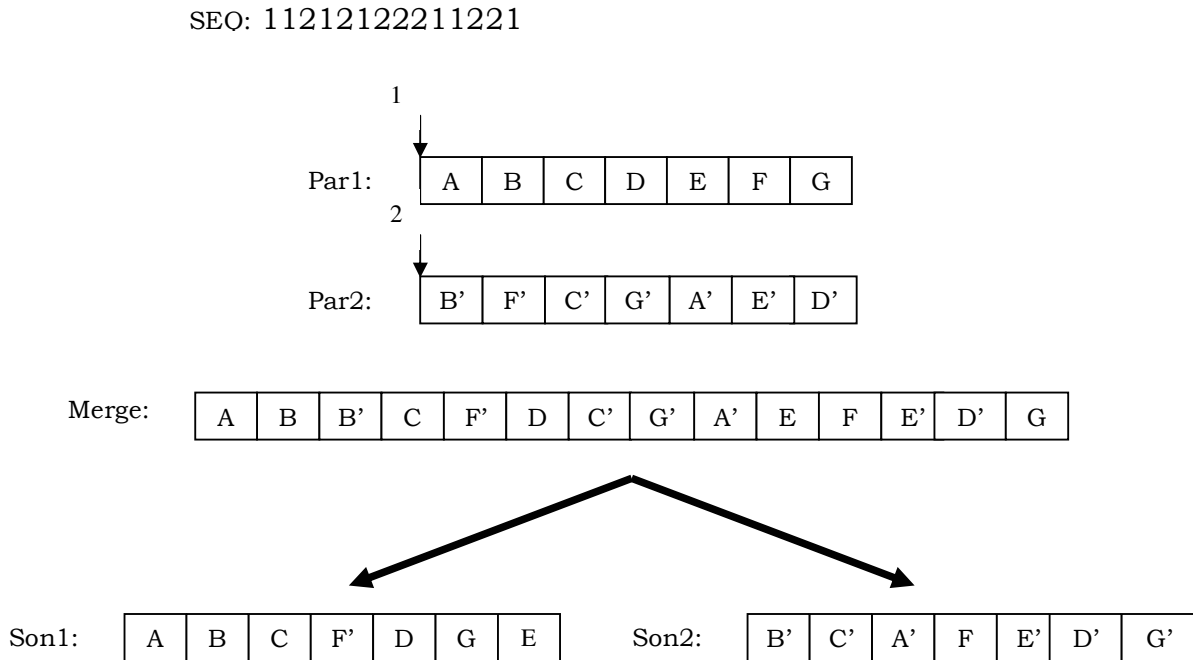 SEQ: 11212122211221
1
Par1: A B C D E F G
2
Par2: B’ F’ C’ G’ A’ E’ D’
Merge: A B B’ C F’ D C’ G’ A’ E F E’ D’ G
Son1: A B C F’ D G E Son2: B’ C’ A’ F E’ D’ G’